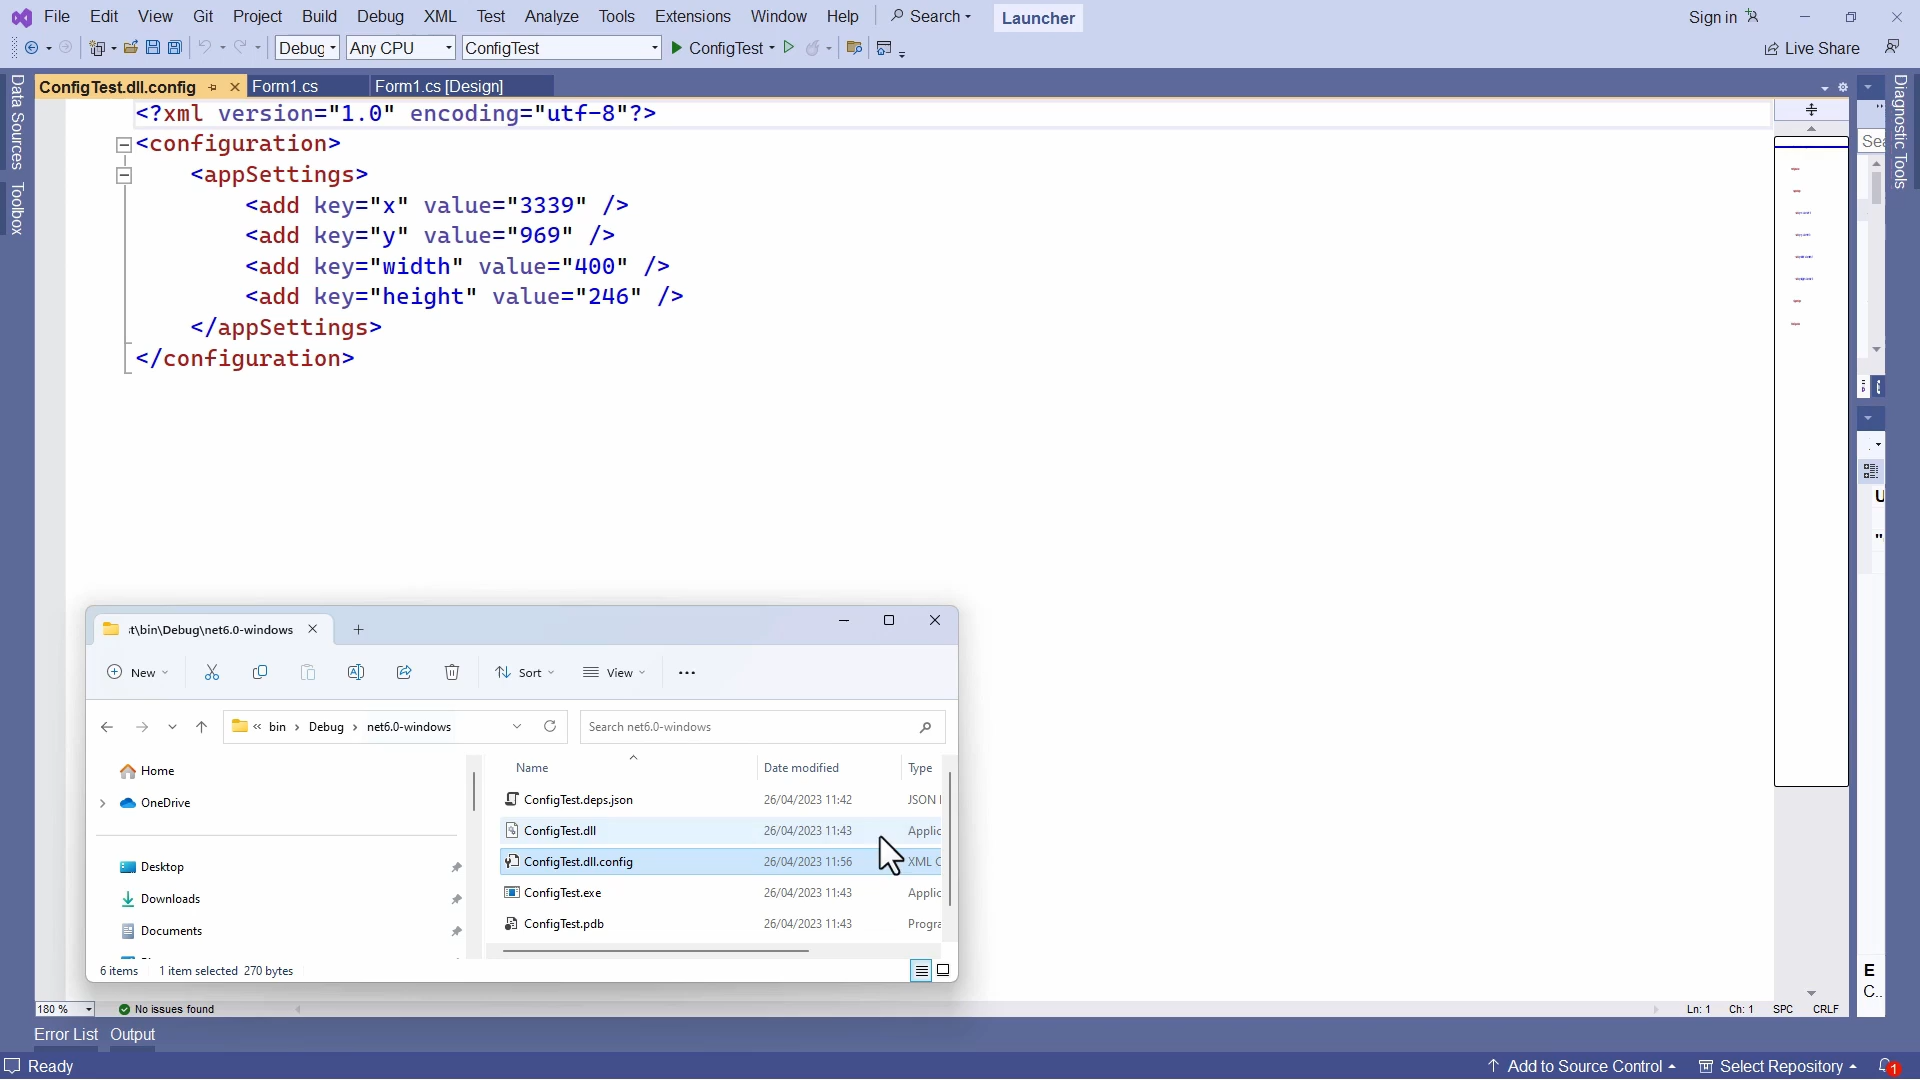 File Edit View Git Project Build Debug XML Test Analyze Tools Extensions Window Help Search Launcher Sign in
Debug Any CPU ConfigTest ConfigTest Live Share
ConfigTest.dll.config Form1.cs Form1.cs [Design]
Data Sources
Toolbox
Diagnostic Tools
<?xml version="1.0" encoding="utf-8"?>
<configuration>
<appSettings>
<add key="x" value="3339" />
<add key="y" value="969" />
<add key="width" value="400" />
<add key="height" value="246" />
</appSettings>
</configuration>
t\bin\Debug\net6.0-windows
New Sort View
« bin > Debug > net6.0-windows Search net6.0-windows
Home
OneDrive
Desktop
Downloads
Documents
Name Date modified Type
ConfigTest.deps.json 26/04/2023 11:42 JSON
ConfigTest.dll 26/04/2023 11:43 Applic
ConfigTest.dll.config 26/04/2023 11:56 XML C
ConfigTest.exe 26/04/2023 11:43 Applic
ConfigTest.pdb 26/04/2023 11:43 Progra
6 items 1 item selected 270 bytes
Sea
U
"
E
C..
180 % No issues found Ln: 1 Ch: 1 SPC CRLF
Error List Output
Ready Add to Source Control Select Repository 1